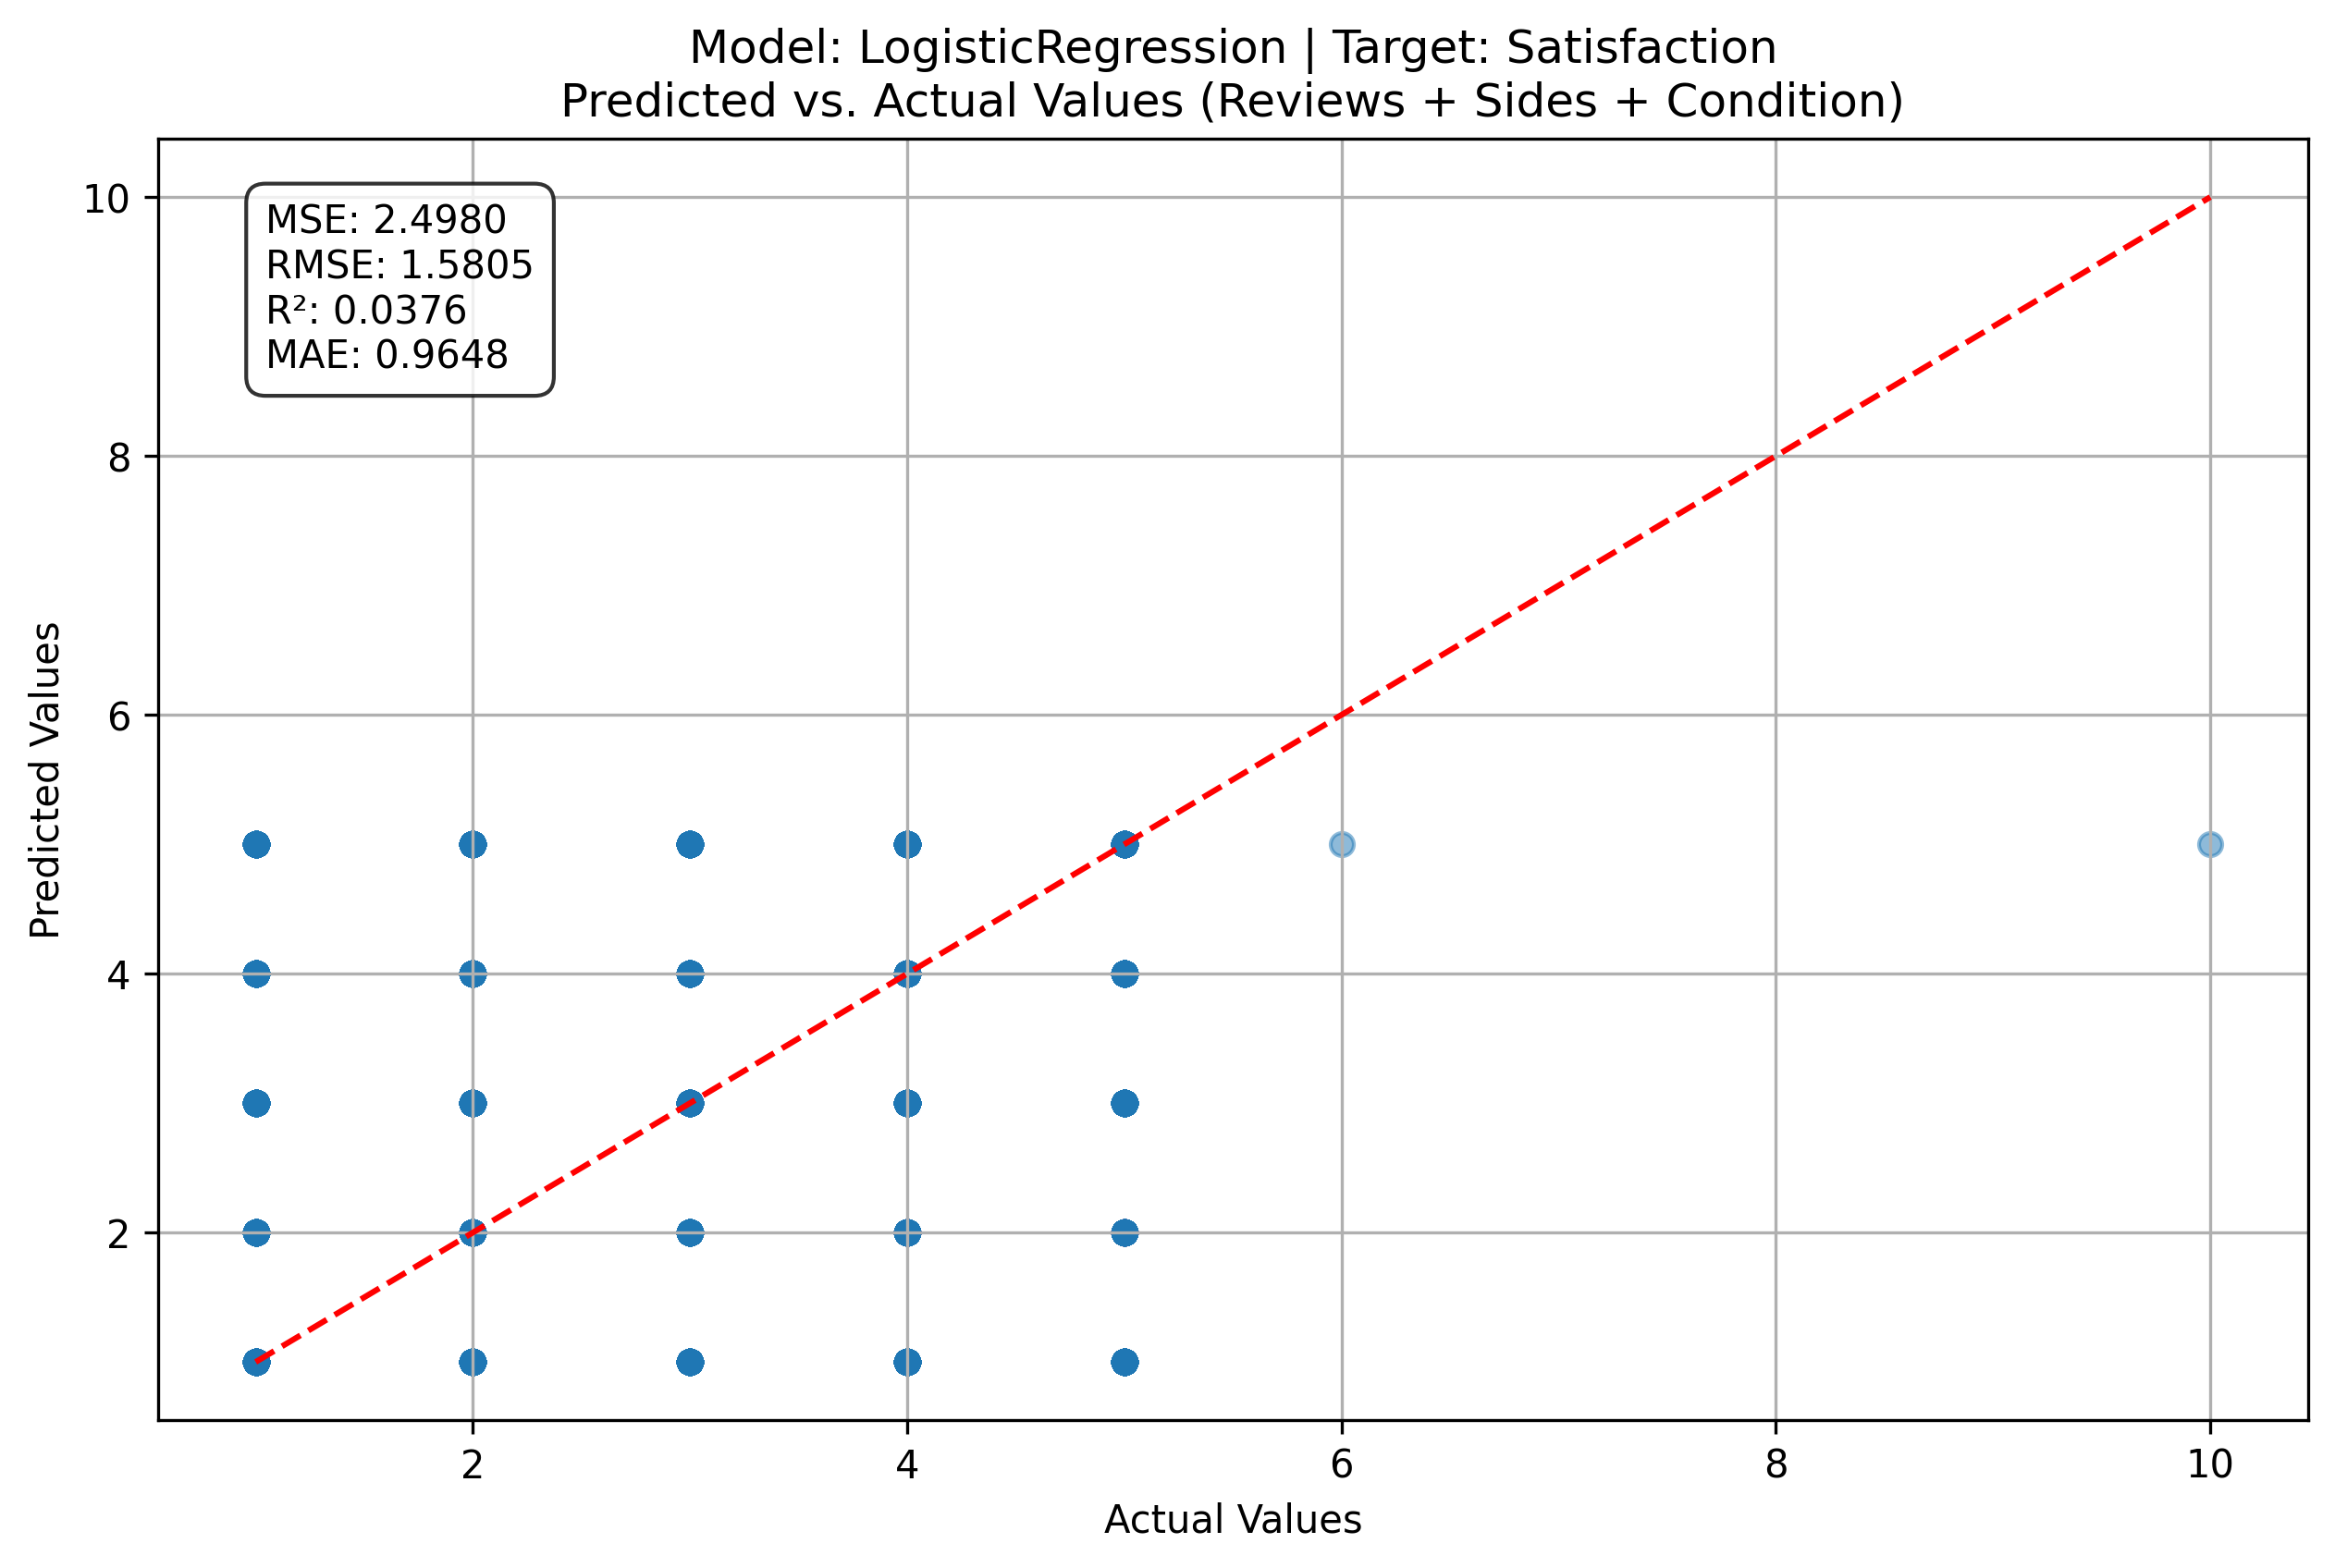 Model: LogisticRegression | Target: Satisfaction
Predicted vs. Actual Values (Reviews + Sides + Condition)
MSE: 2.4980
RMSE: 1.5805
R²: 0.0376
MAE: 0.9648
Predicted Values
10
8
6
4
2
2
4
6
8
10
Actual Values